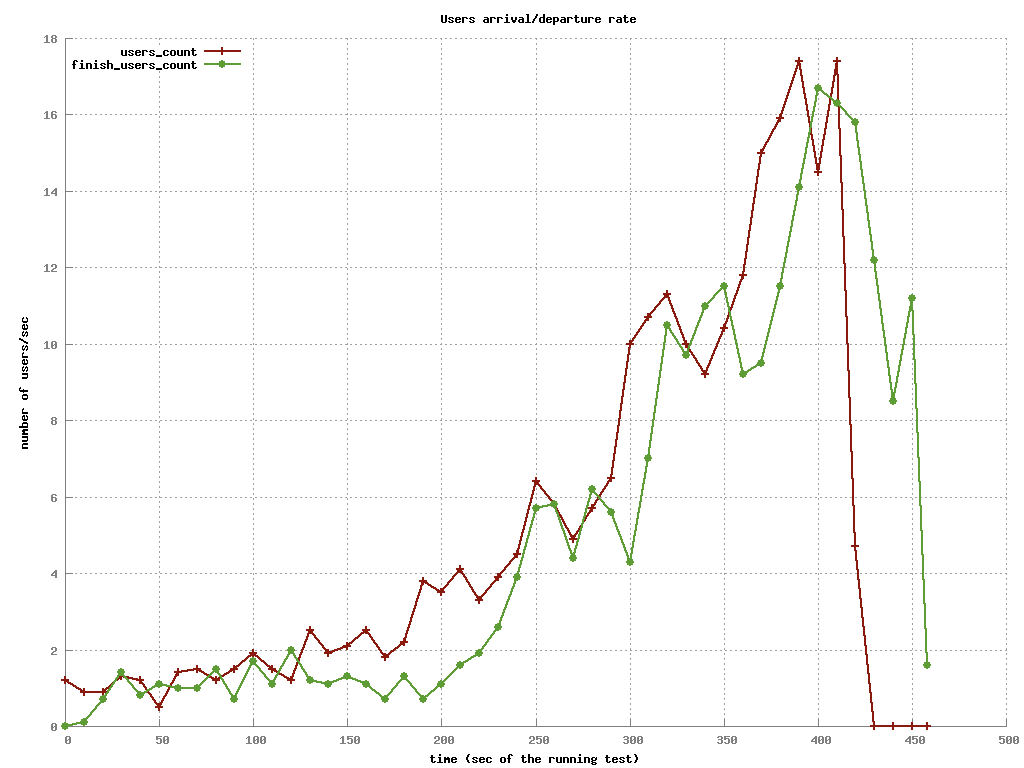 Users arrival/departure rate
users_count
finish_users_count
18
16
14
12
10
8
6
4
2
0
number of users/sec
0 50 100 150 200 250 300 350 400 450 500
time (sec of the running test)